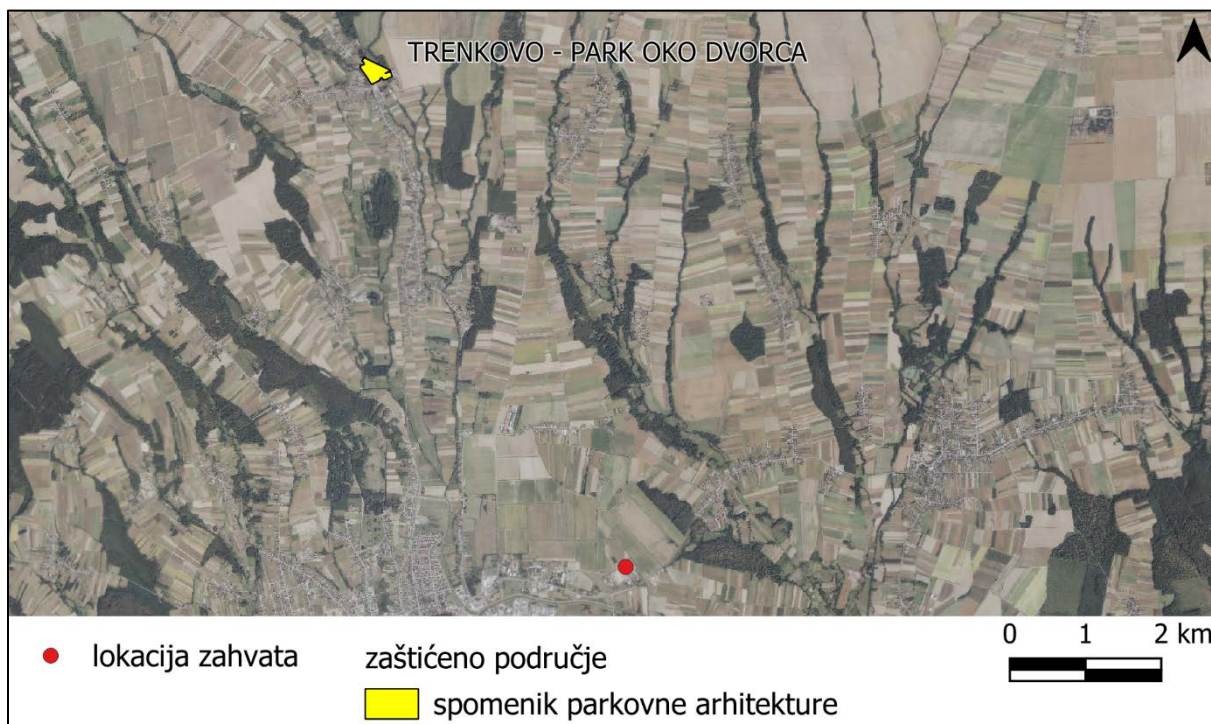 TRENKOVO - PARK OKO DVORCA
0 1 2 km
lokacija zahvata
zaštićeno područje
spomenik parkovne arhitekture